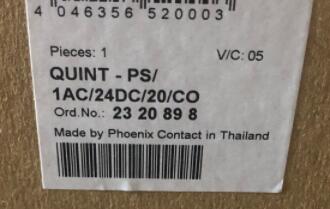 4 046356 520003
Pieces: 1 V/C: 05
QUINT - PS/
1AC/24DC/20/CO
Ord.No.: 23 20 89 8
Made by Phoenix Contact in Thailand